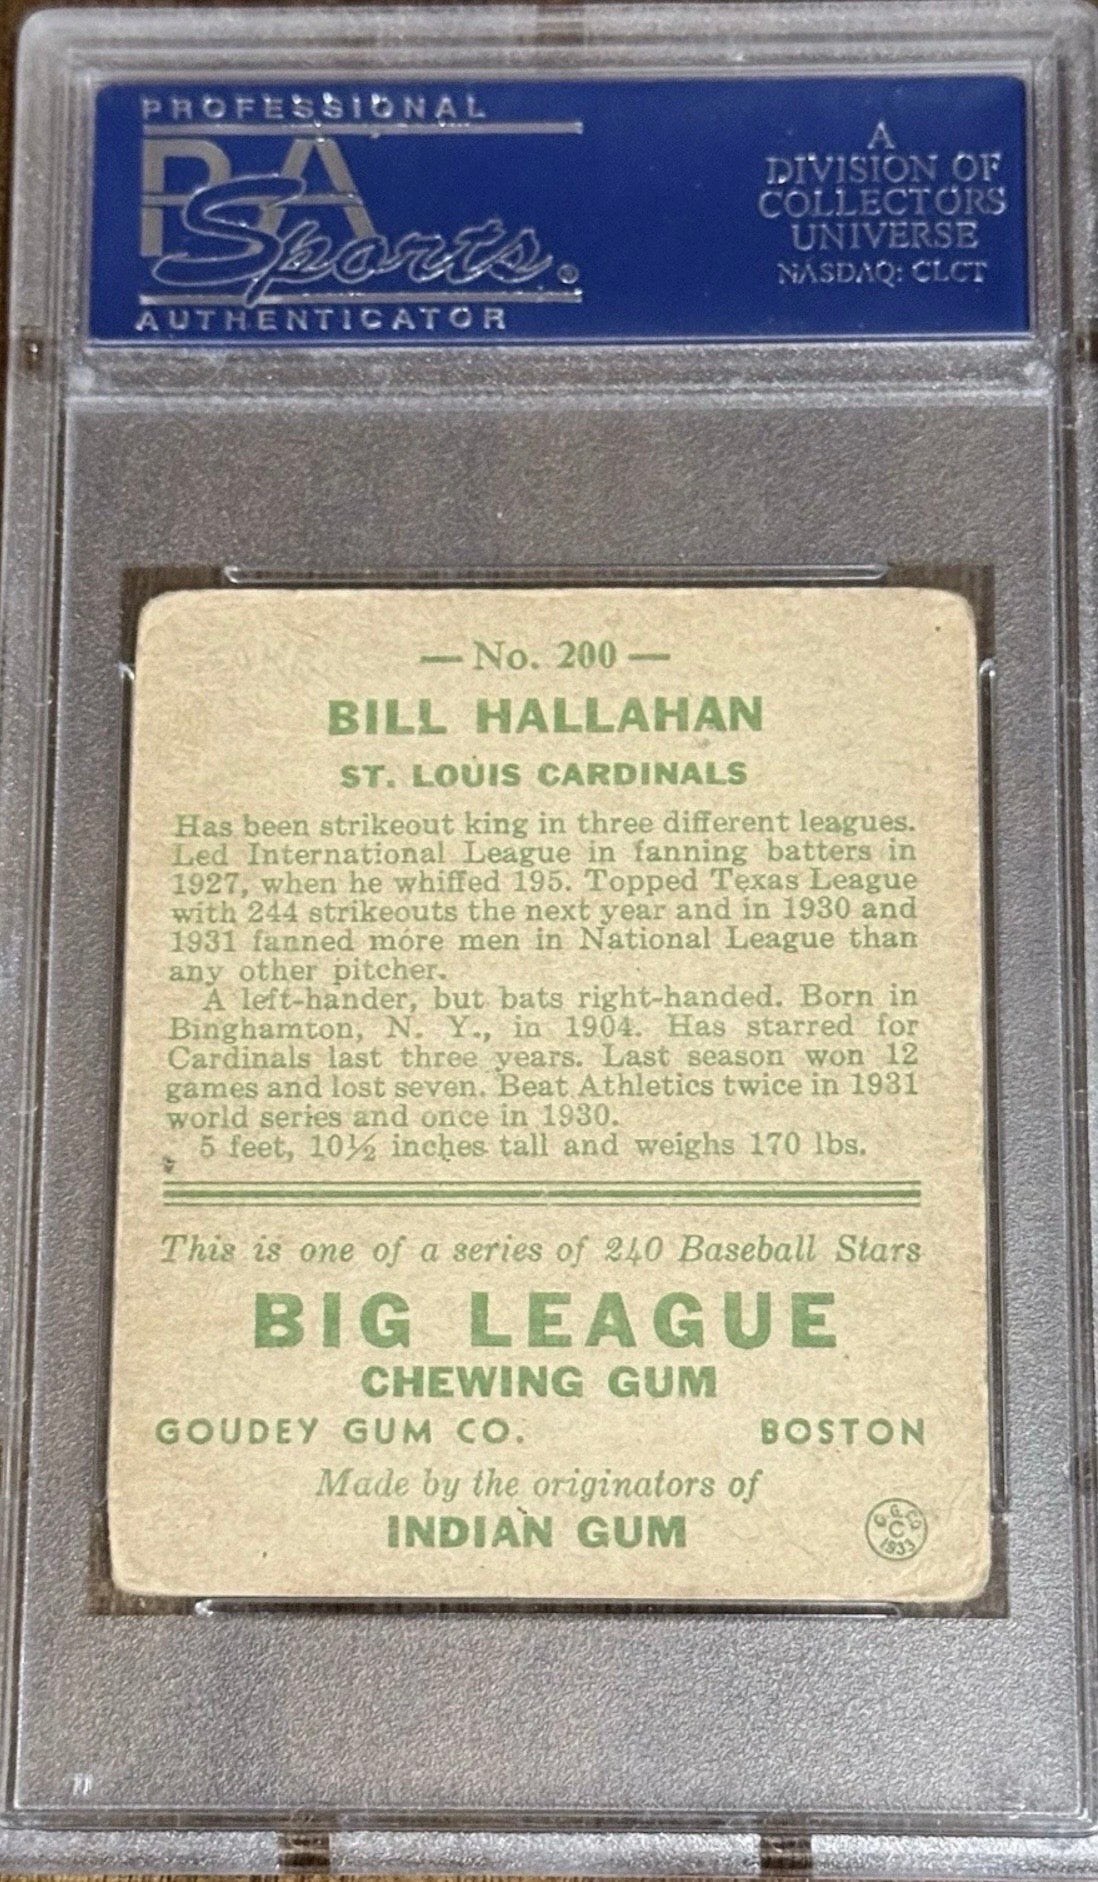 PROFESSIONAL
PSA
Sports®
AUTHENTICATOR
A
DIVISION OF
COLLECTORS
UNIVERSE
NASDAQ: CLCT
— No. 200 —
BILL HALLAHAN
ST. LOUIS CARDINALS
Has been strikeout king in three different leagues.
Led International League in fanning batters in
1927, when he whiffed 195. Topped Texas League
with 244 strikeouts the next year and in 1930 and
1931 fanned more men in National League than
any other pitcher.
A left-hander, but bats right-handed. Born in
Binghamton, N. Y., in 1904. Has starred for
Cardinals last three years. Last season won 12
games and lost seven. Beat Athletics twice in 1931
world series and once in 1930.
5 feet, 10½ inches tall and weighs 170 lbs.
This is one of a series of 240 Baseball Stars
BIG LEAGUE
CHEWING GUM
GOUDEY GUM CO. BOSTON
Made by the originators of
INDIAN GUM
G. G. CO
C
1933